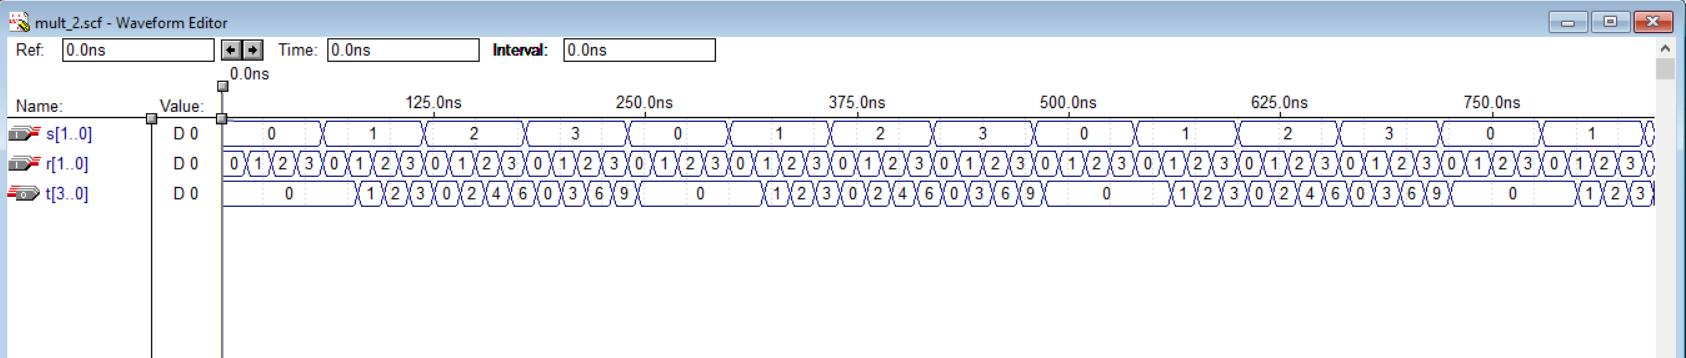 mult_2.scf - Waveform Editor
Ref: 0.0ns Time: 0.0ns Interval: 0.0ns
0.0ns
Name: Value: 125.0ns 250.0ns 375.0ns 500.0ns 625.0ns 750.0ns
s[1..0] D 0 0 1 2 3 0 1 2 3 0 1 2 3 0 1
r[1..0] D 0 0 1 2 3 0 1 2 3 0 1 2 3 0 1 2 3 0 1 2 3 0 1 2 3 0 1 2 3 0 1 2 3 0 1 2 3 0 1 2 3 0 1 2 3 0 1 2 3 0 1 2 3 0 1 2 3
t[3..0] D 0 0 1 2 3 0 2 4 6 0 3 6 9 0 1 2 3 0 2 4 6 0 3 6 9 0 1 2 3 0 2 4 6 0 3 6 9 0 1 2 3